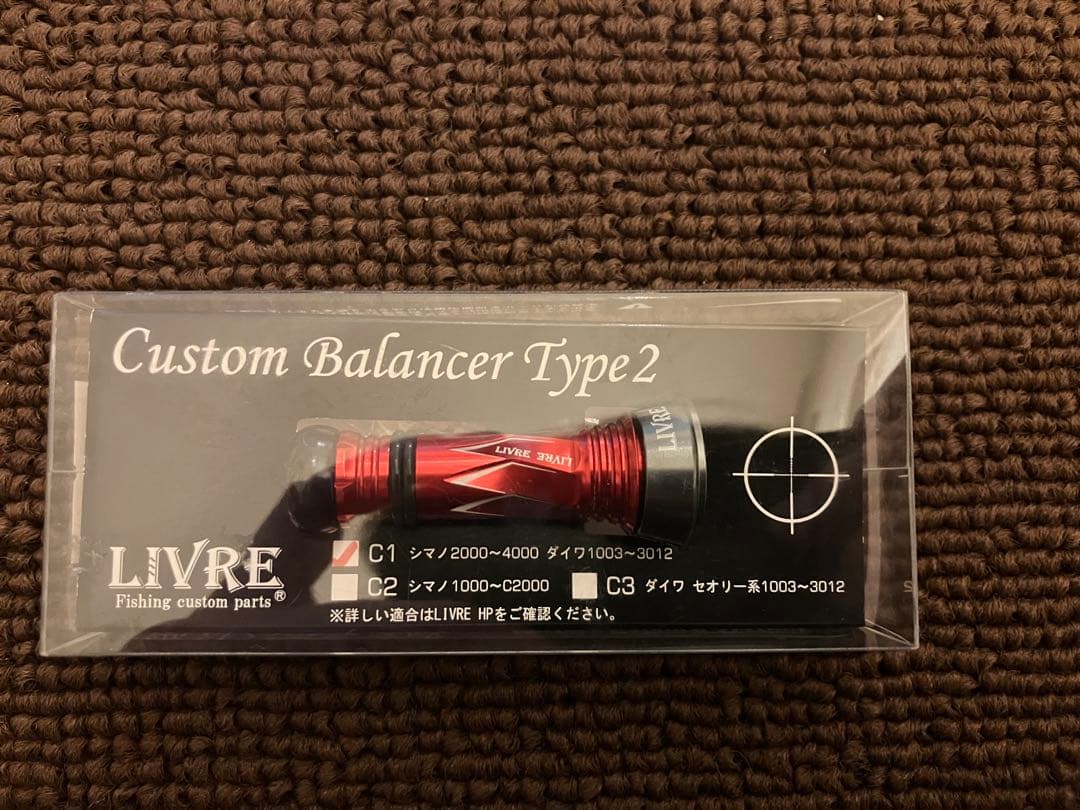 Custom Balancer Type2
LIVRE
LIVRE LIVRE
C1 シマノ2000〜4000 ダイワ1003〜3012
C2 シマノ1000〜C2000 C3 ダイワ セオリー系1003〜3012
※詳しい適合はLIVRE HPをご確認ください。
LIVRE
Fishing custom parts®